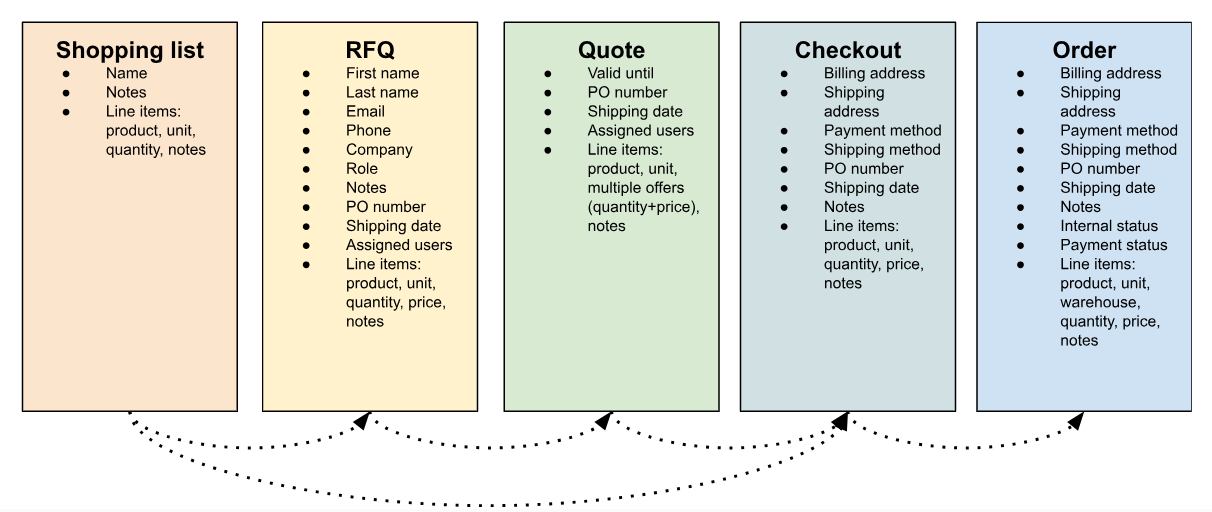 Shopping list
● Name
● Notes
● Line items:
product, unit,
quantity, notes
RFQ
● First name
● Last name
● Email
● Phone
● Company
● Role
● Notes
● PO number
● Shipping date
● Assigned users
● Line items:
product, unit,
quantity, price,
notes
Quote
● Valid until
● PO number
● Shipping date
● Assigned users
● Line items:
product, unit,
multiple offers
(quantity+price),
notes
Checkout
● Billing address
● Shipping
address
● Payment method
● Shipping method
● PO number
● Shipping date
● Notes
● Line items:
product, unit,
quantity, price,
notes
Order
● Billing address
● Shipping
address
● Payment method
● Shipping method
● PO number
● Shipping date
● Notes
● Internal status
● Payment status
● Line items:
product, unit,
warehouse,
quantity, price,
notes